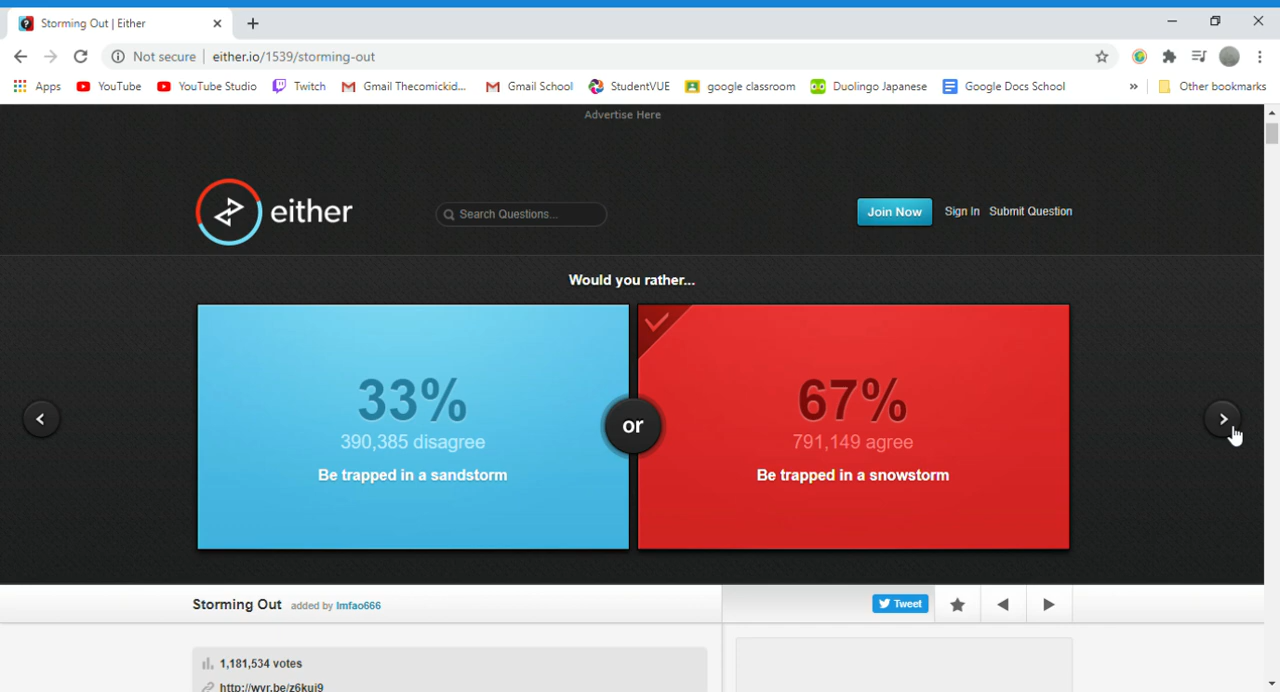 Storming Out | Either
Not secure | either.io/1539/storming-out
Apps YouTube YouTube Studio Twitch Gmail Thecomickid... Gmail School StudentVUE google classroom Duolingo Japanese Google Docs School » Other bookmarks
Advertise Here
either
Search Questions...
Join Now Sign In Submit Question
Would you rather...
33%
390,385 disagree
Be trapped in a sandstorm
or
67%
791,149 agree
Be trapped in a snowstorm
Storming Out added by lmfao666
Tweet
1,181,534 votes
http://wyr.be/z6kuj9